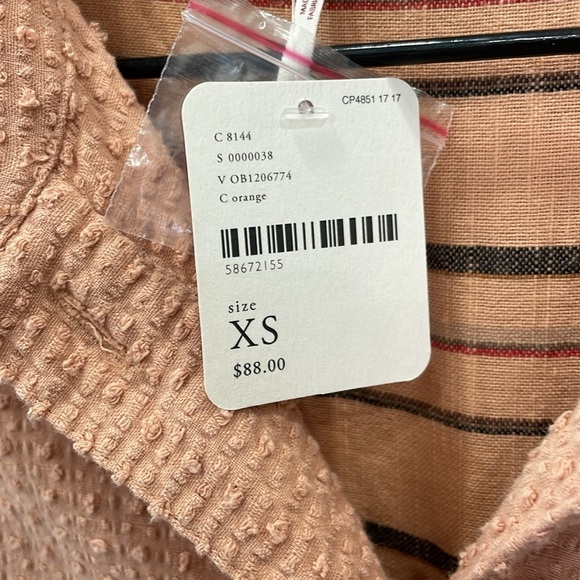 CP4851 17 17
C 8144
S 0000038
V OB1206774
C orange
58672155
size
XS
$88.00